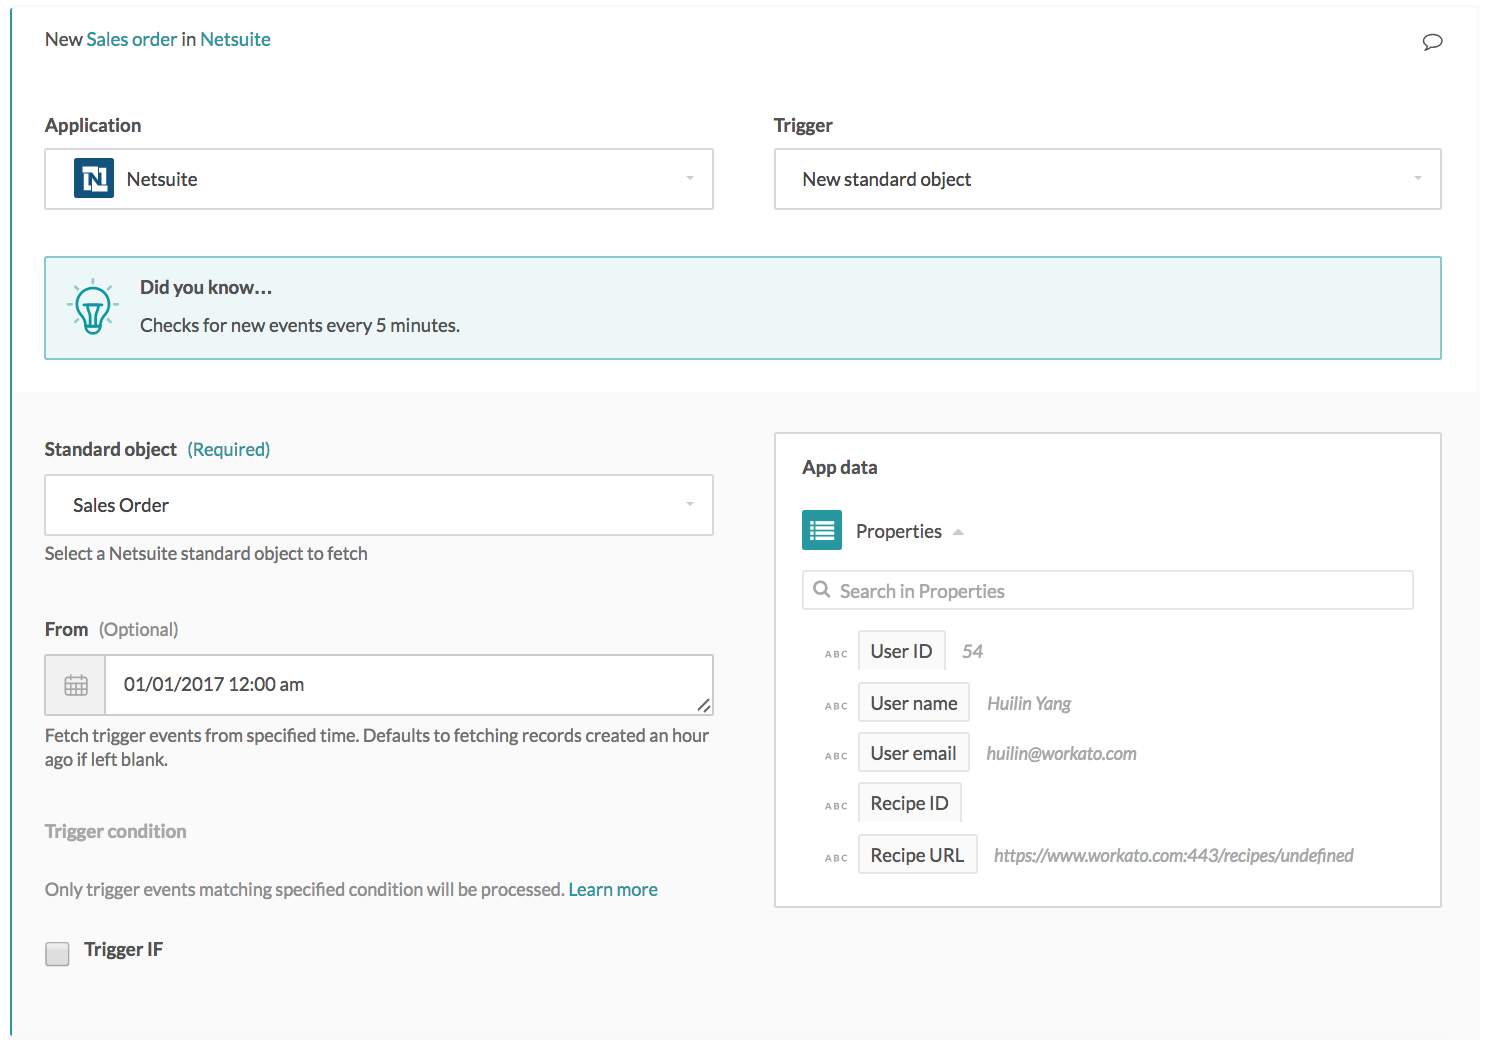 New Sales order in Netsuite
Application
Netsuite
Trigger
New standard object
Did you know...
Checks for new events every 5 minutes.
Standard object (Required)
Sales Order
Select a Netsuite standard object to fetch
From (Optional)
01/01/2017 12:00 am
Fetch trigger events from specified time. Defaults to fetching records created an hour
ago if left blank.
Trigger condition
Only trigger events matching specified condition will be processed. Learn more
Trigger IF
App data
Properties
Search in Properties
ABC User ID 54
ABC User name Huilin Yang
ABC User email huilin@workato.com
ABC Recipe ID
ABC Recipe URL https://www.workato.com:443/recipes/undefined